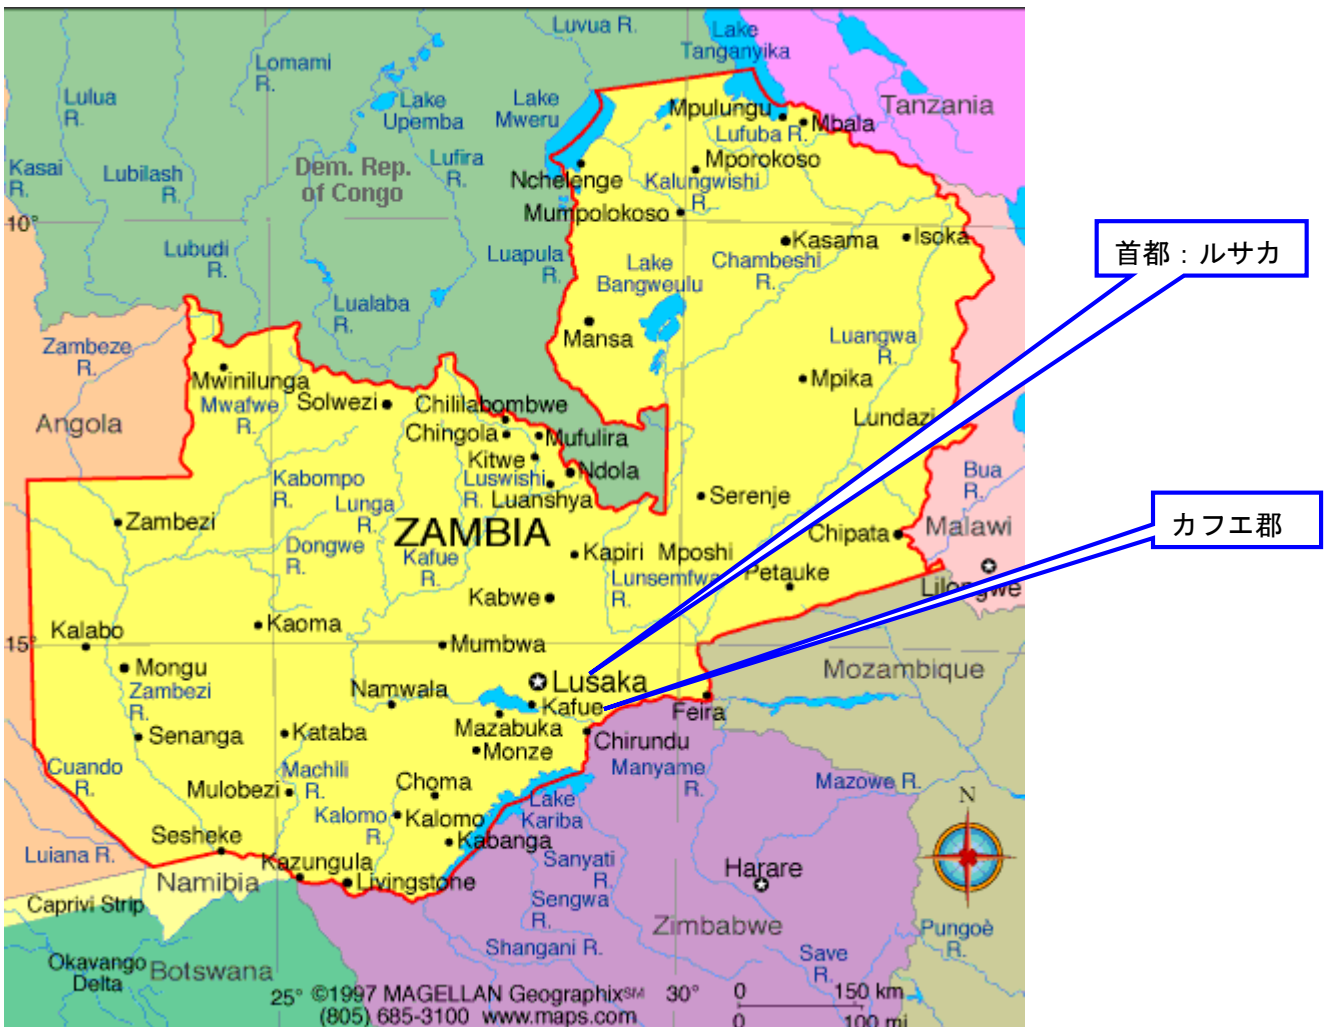 Luvua R.
Lake
Tanganyika
Lomami
R.
Lulua
R.
Lake
Upemba
Lake
Mweru
Mpulungu
Tanzania
Mbala
Lufuba R.
Kasai
R.
Lubilash
R.
Dem. Rep.
of Congo
Lufira
R.
Mporokoso
Nchelenge
Kalungwishi
R.
Mumpolokoso
10°
Lubudi
R.
Luapula
R.
Kasama
Isoka
Chambeshi
R.
Lake
Bangweulu
首都：ルサカ
Lualaba
R.
Mansa
Luangwa
R.
Zambeze
R.
Mwinilunga
Mwafwe
R.
Solwezi
Chililabombwe
Mpika
Angola
Chingola
Mufulira
Lundazi
Kitwe
Ndola
Kabompo
R.
Luswishi
R.
Luanshya
Bua
R.
Lunga
R.
Serenje
Zambezi
ZAMBIA
Chipata
Malawi
カフエ郡
Dongwe
R.
Kafue
R.
Kapiri Mposhi
Lunsemfwa
R.
Petauke
Lilongwe
Kabwe
Kalabo
Kaoma
15°
Mumbwa
Mongu
Zambezi
R.
Namwala
Lusaka
Mozambique
Kafue
Feira
Senanga
Kataba
Mazabuka
Monze
Chirundu
Cuando
R.
Machili
R.
Manyame
R.
Mazowe R.
Mulobezi
Choma
Lake
Kariba
N
Kalomo
R.
Kalomo
Sesheke
Kabanga
Luiana R.
Kazungula
Sanyati
R.
Harare
Namibia
Livingstone
Caprivi Strip
Sengwa
R.
Zimbabwe
Pungoè
R.
Shangani R.
Save
R.
Okavango
Delta
Botswana
25° ©1997 MAGELLAN Geographix℠ 30° 0 150 km
(805) 685-3100 www.maps.com 0 100 mi